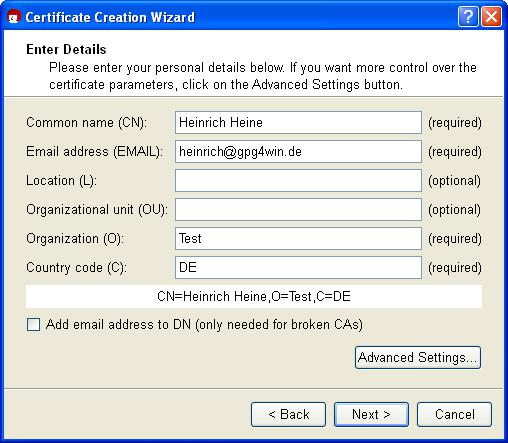 Certificate Creation Wizard
Enter Details
Please enter your personal details below. If you want more control over the
certificate parameters, click on the Advanced Settings button.
Common name (CN): Heinrich Heine (required)
Email address (EMAIL): heinrich@gpg4win.de (required)
Location (L): (optional)
Organizational unit (OU): (optional)
Organization (O): Test (required)
Country code (C): DE (required)
CN=Heinrich Heine,O=Test,C=DE
Add email address to DN (only needed for broken CAs)
Advanced Settings...
< Back Next > Cancel